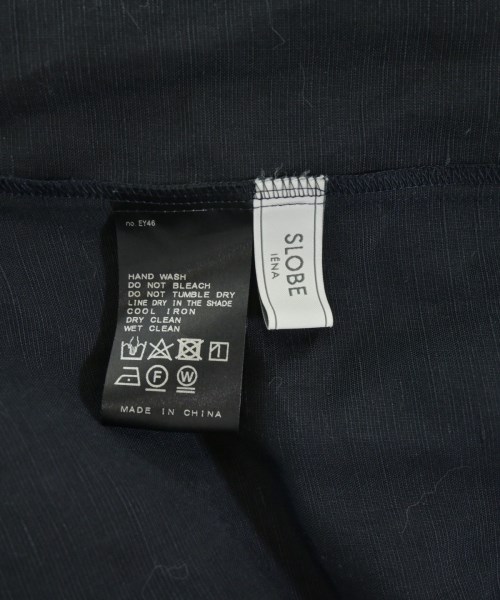 no. EY46
HAND WASH
DO NOT BLEACH
DO NOT TUMBLE DRY
LINE DRY IN THE SHADE
COOL IRON
DRY CLEAN
WET CLEAN
F
W
MADE IN CHINA
SLOBE
IÉNA